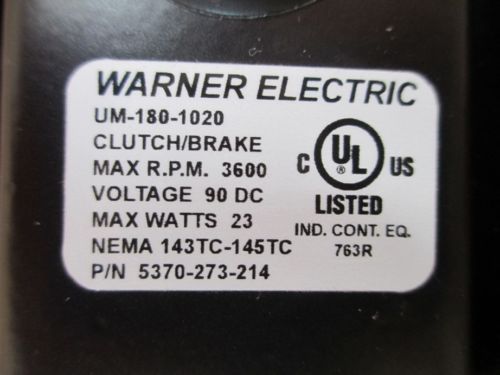 WARNER ELECTRIC
UM-180-1020
CLUTCH/BRAKE
MAX R.P.M. 3600
VOLTAGE 90 DC
MAX WATTS 23
NEMA 143TC-145TC
P/N 5370-273-214
C UL ® US
LISTED
IND. CONT. EQ.
763R